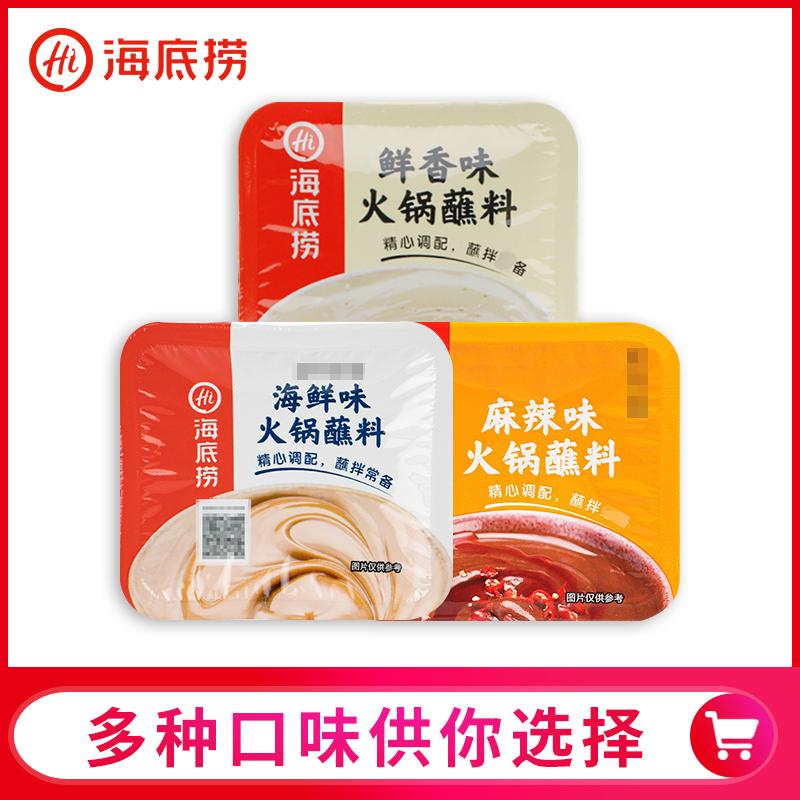 Hi 海底捞
Hi
海底捞
鲜香味
火锅蘸料
精心调配，蘸拌
备
Hi
海底捞
海鲜味
火锅蘸料
精心调配，蘸拌常备
图片仅供参考
麻辣味
火锅蘸料
精心调配，蘸拌
图片仅供参考
多种口味供你选择